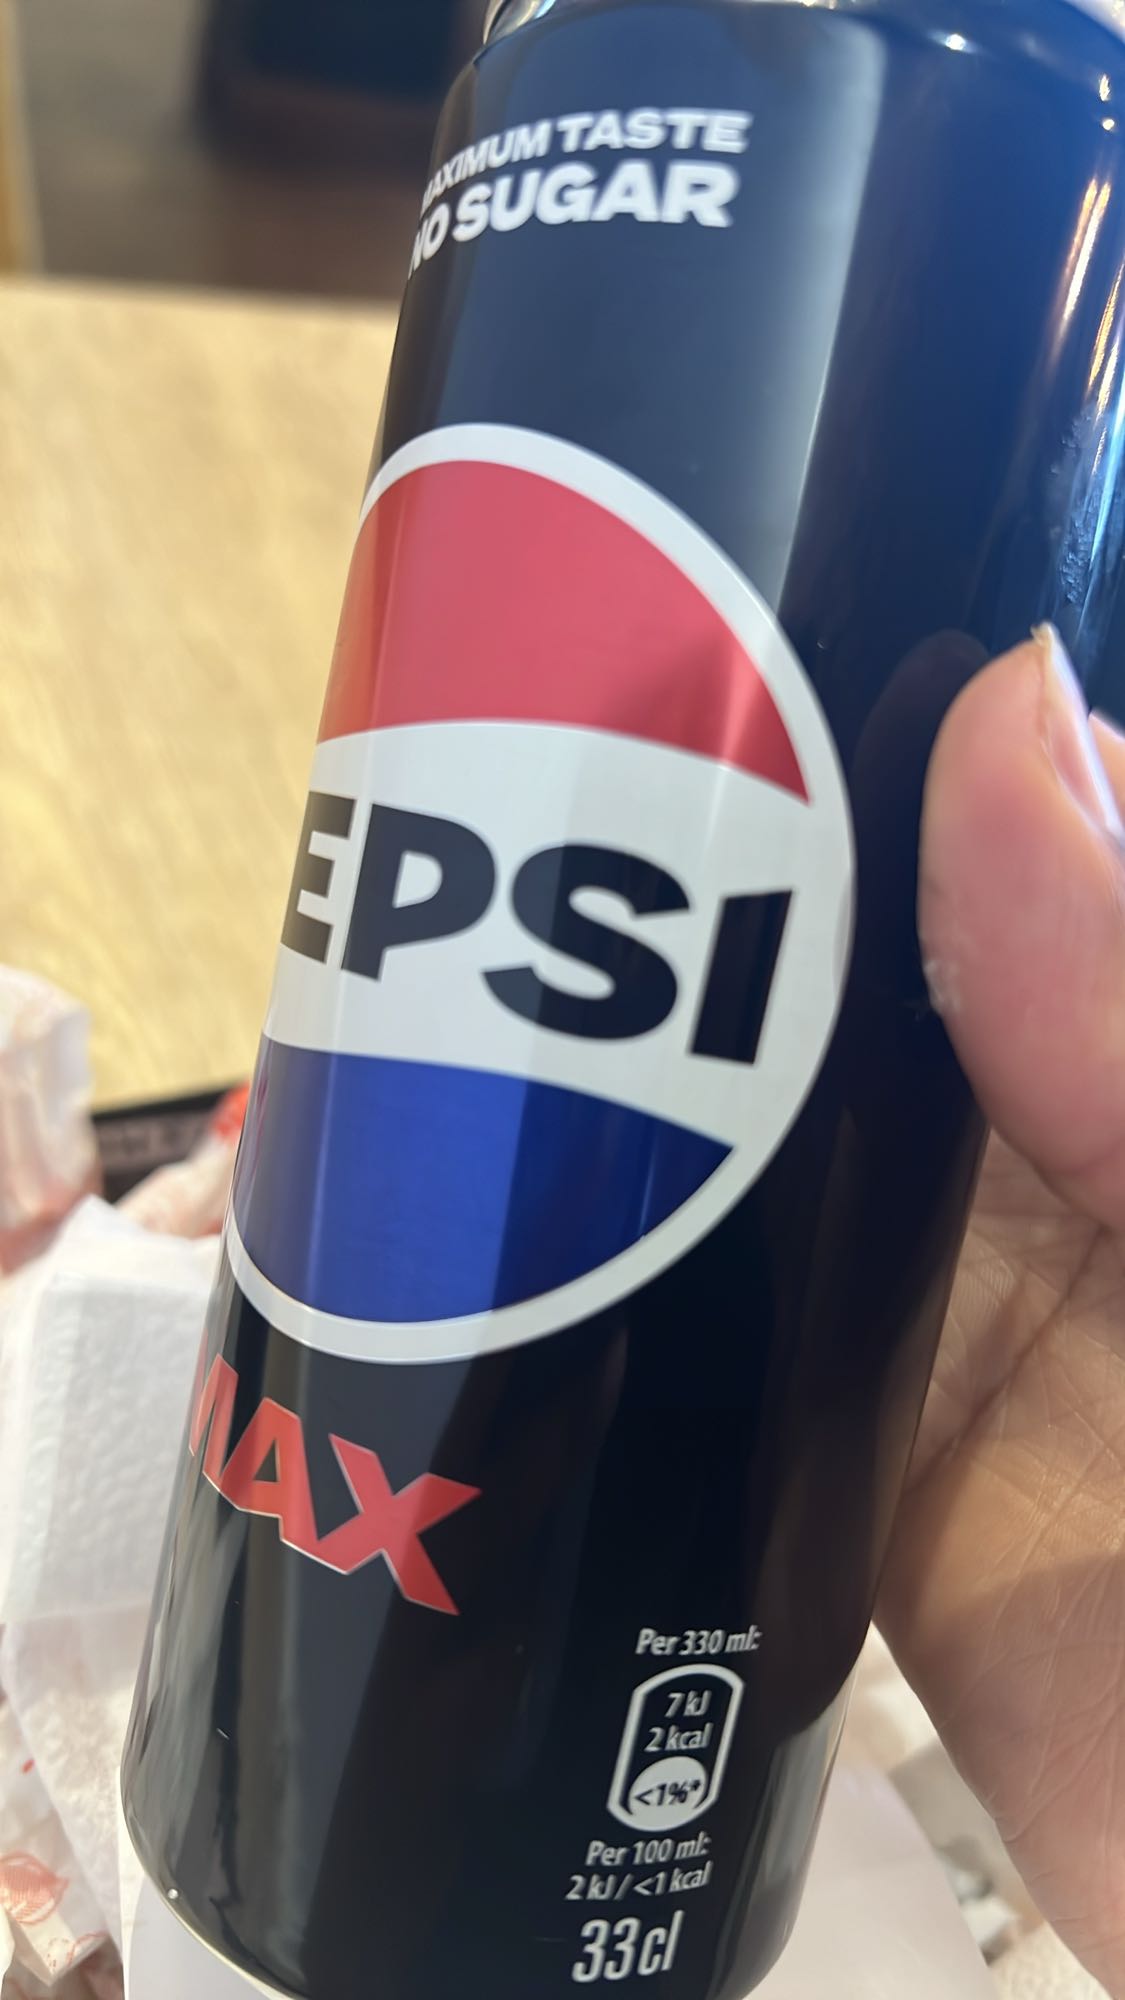 MAXIMUM TASTE
NO SUGAR
EPSI
MAX
Per 330 ml:
7 kJ
2 kcal
<1%*
Per 100 ml:
2 kJ / <1 kcal
33cl